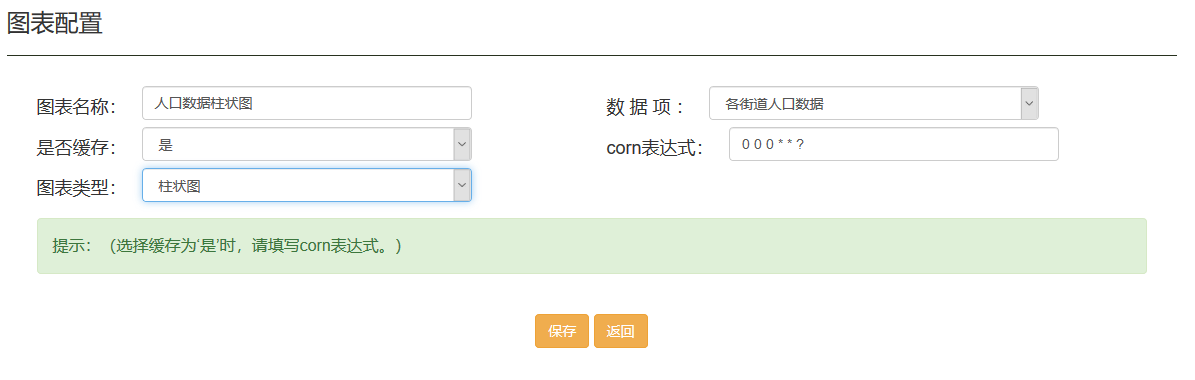 图表配置
图表名称： 人口数据柱状图 数 据 项 ： 各街道人口数据
是否缓存： 是 corn表达式： 0 0 0 * * ?
图表类型： 柱状图
提示：（选择缓存为‘是’时，请填写corn表达式。）
保存 返回